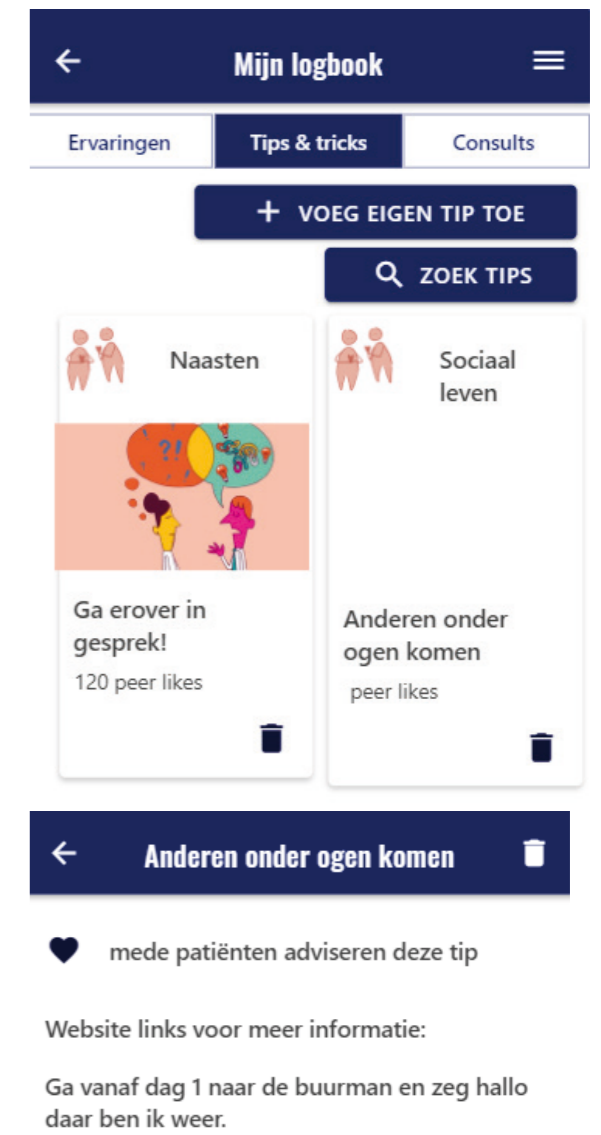 Mijn logbook
Ervaringen Tips & tricks Consults
+ VOEG EIGEN TIP TOE
ZOEK TIPS
Naasten
?!
Ga erover in
gesprek!
120 peer likes
Sociaal
leven
Anderen onder
ogen komen
peer likes
Anderen onder ogen komen
mede patiënten adviseren deze tip
Website links voor meer informatie:
Ga vanaf dag 1 naar de buurman en zeg hallo
daar ben ik weer.